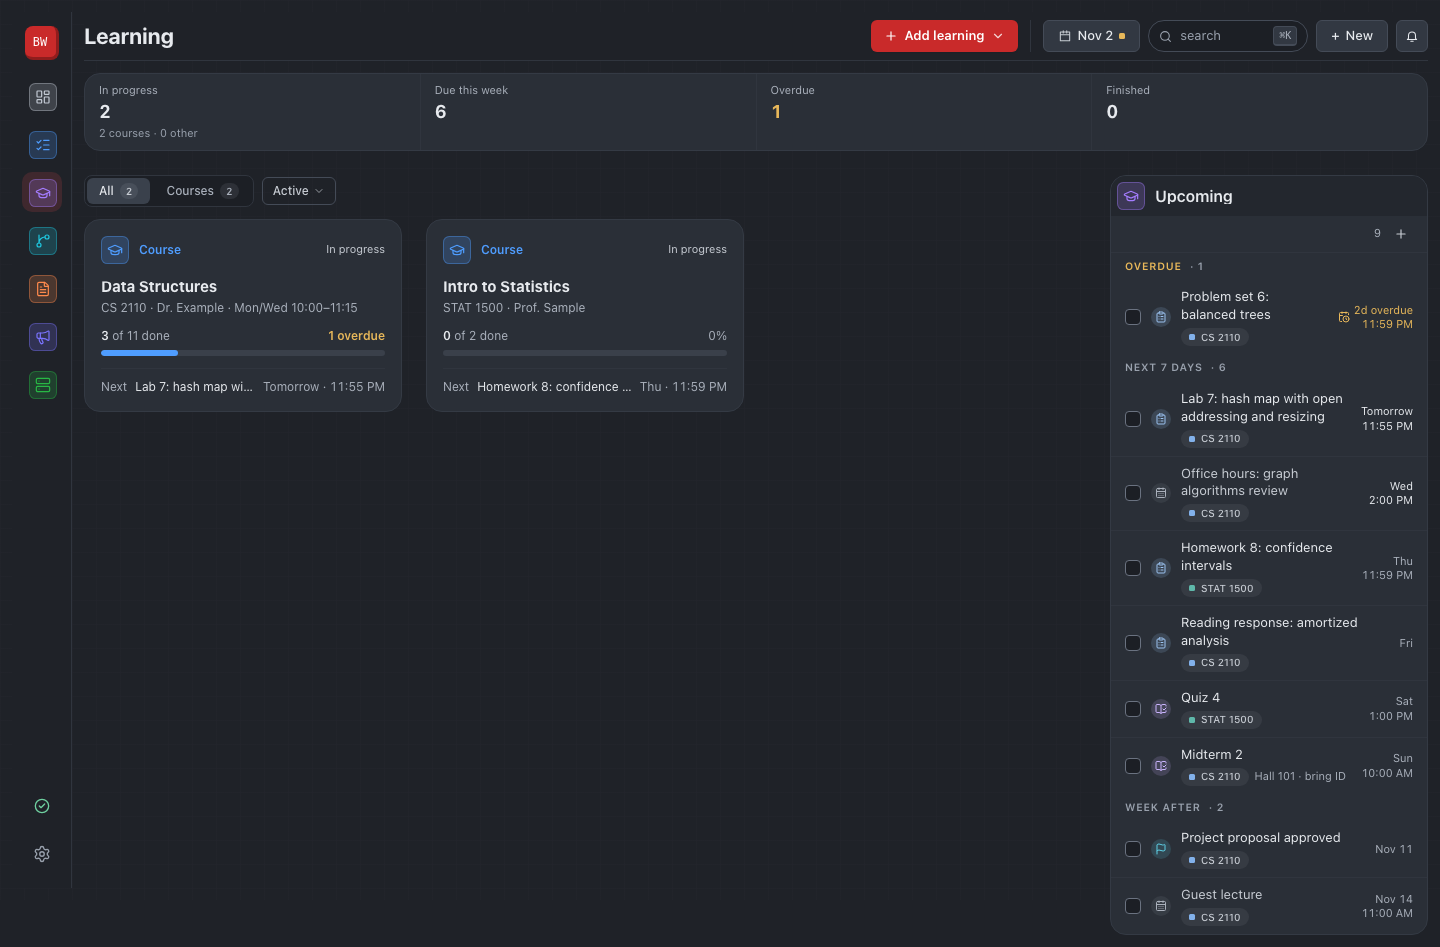 BW
Learning
Add learning
Nov 2
search
⌘K
+ New
In progress
2
2 courses · 0 other
Due this week
6
Overdue
1
Finished
0
All 2
Courses 2
Active
Course
In progress
Data Structures
CS 2110 · Dr. Example · Mon/Wed 10:00–11:15
3 of 11 done
1 overdue
Next Lab 7: hash map wi... Tomorrow · 11:55 PM
Course
In progress
Intro to Statistics
STAT 1500 · Prof. Sample
0 of 2 done
0%
Next Homework 8: confidence ... Thu · 11:59 PM
Upcoming
9 +
OVERDUE · 1
Problem set 6:
balanced trees
CS 2110
2d overdue
11:59 PM
NEXT 7 DAYS · 6
Lab 7: hash map with open
addressing and resizing
CS 2110
Tomorrow
11:55 PM
Office hours: graph
algorithms review
CS 2110
Wed
2:00 PM
Homework 8: confidence
intervals
STAT 1500
Thu
11:59 PM
Reading response: amortized
analysis
CS 2110
Fri
Quiz 4
STAT 1500
Sat
1:00 PM
Midterm 2
CS 2110 Hall 101 · bring ID
Sun
10:00 AM
WEEK AFTER · 2
Project proposal approved
CS 2110
Nov 11
Guest lecture
CS 2110
Nov 14
11:00 AM